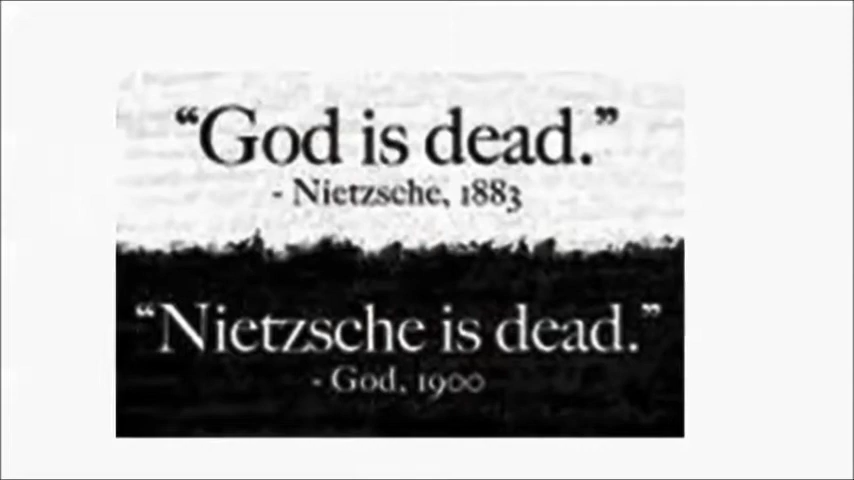 “God is dead.”
- Nietzsche, 1883
“Nietzsche is dead.”
- God, 1900